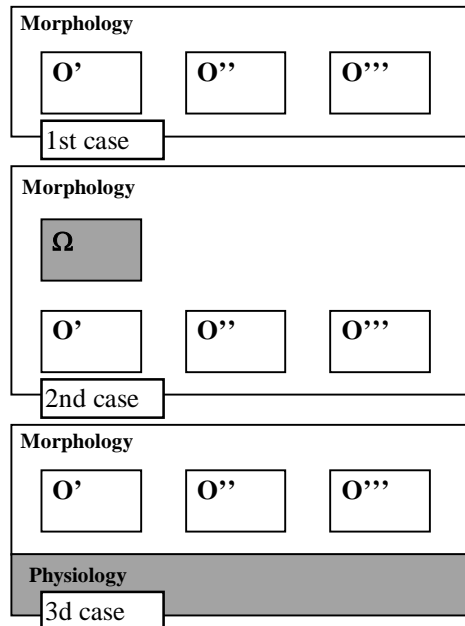 Morphology
O’ O’’ O’’’
1st case
Morphology
Ω
O’ O’’ O’’’
2nd case
Morphology
O’ O’’ O’’’
Physiology
3d case